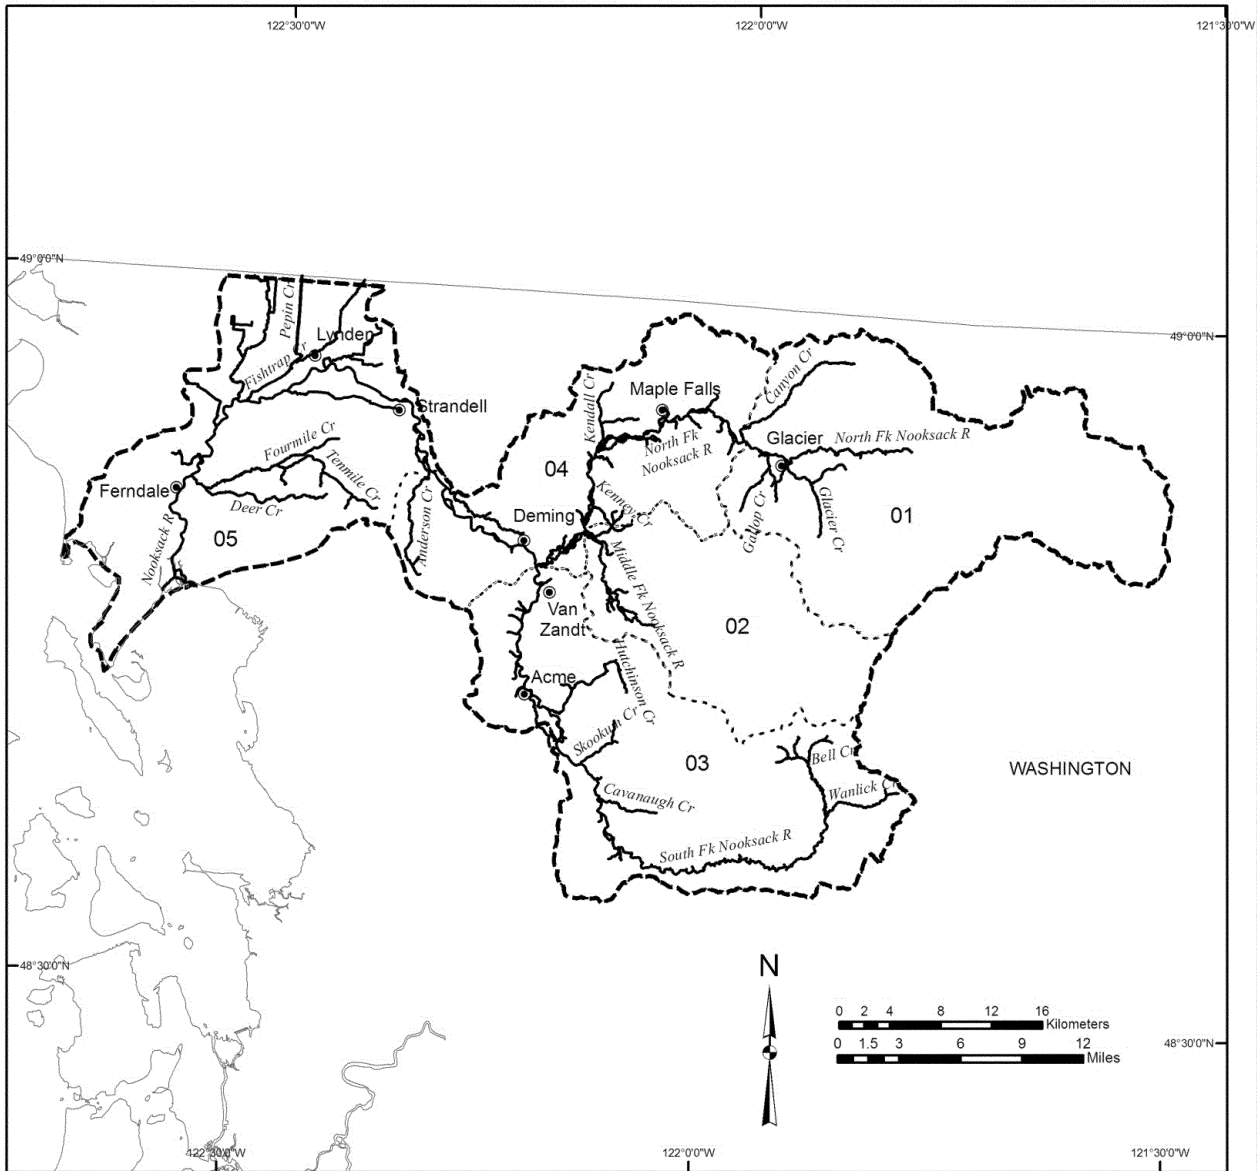 122°30'0"W
122°0'0"W
121°30'0"W
49°0'0"N
49°0'0"N
Pepin Cr
Lynden
Fishtrap Cr
Strandell
Fourmile Cr
Tenmile Cr
Ferndale
Deer Cr
Nooksack R
05
Anderson Cr
Kendall Cr
Maple Falls
Canyon Cr
Glacier
North Fk Nooksack R
North Fk
Nooksack R
04
Kenney Cr
Gallop Cr
Glacier Cr
01
Deming
Middle Fk Nooksack R
Van
Zandt
02
Hutchinson Cr
Acme
Skookum Cr
03
Bell Cr
Wanlick Cr
Cavanaugh Cr
South Fk Nooksack R
WASHINGTON
48°30'0"N
N
0 2 4 8 12 16
Kilometers
0 1.5 3 6 9 12
Miles
48°30'0"N
122°30'0"W
122°0'0"W
121°30'0"W